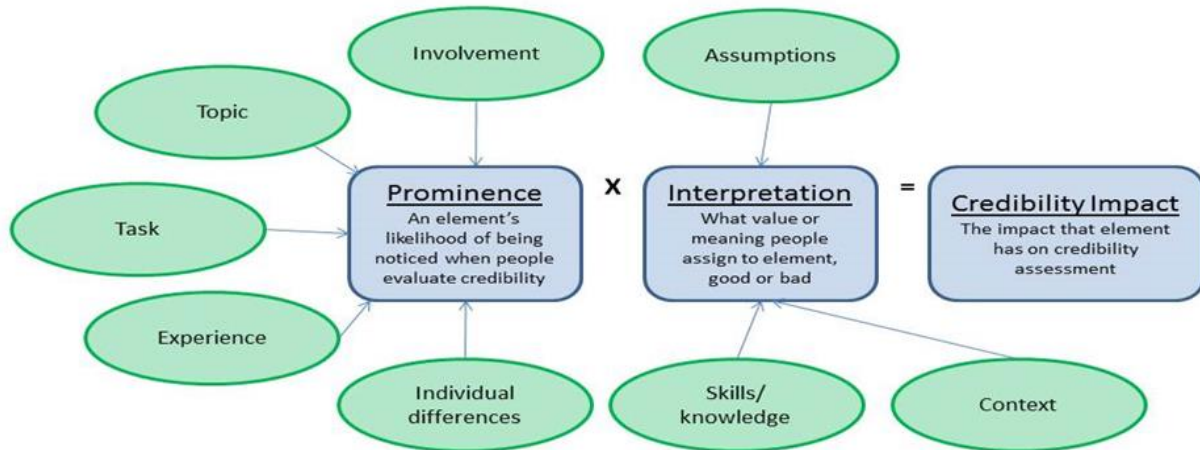 Involvement
Assumptions
Topic
Prominence
An element's
likelihood of being
noticed when people
evaluate credibility
X
Interpretation
What value or
meaning people
assign to element,
good or bad
=
Credibility Impact
The impact that element
has on credibility
assessment
Task
Experience
Individual
differences
Skills/
knowledge
Context